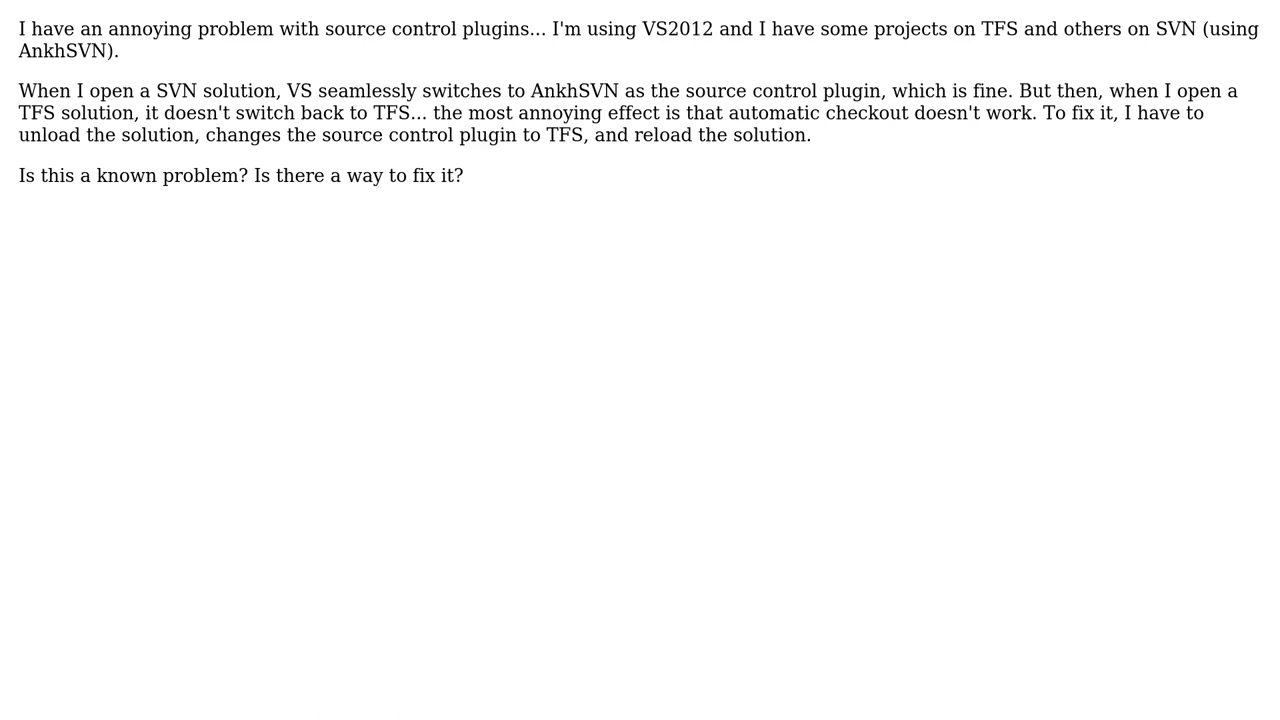 I have an annoying problem with source control plugins... I'm using VS2012 and I have some projects on TFS and others on SVN (using
AnkhSVN).
When I open a SVN solution, VS seamlessly switches to AnkhSVN as the source control plugin, which is fine. But then, when I open a
TFS solution, it doesn't switch back to TFS... the most annoying effect is that automatic checkout doesn't work. To fix it, I have to
unload the solution, changes the source control plugin to TFS, and reload the solution.
Is this a known problem? Is there a way to fix it?